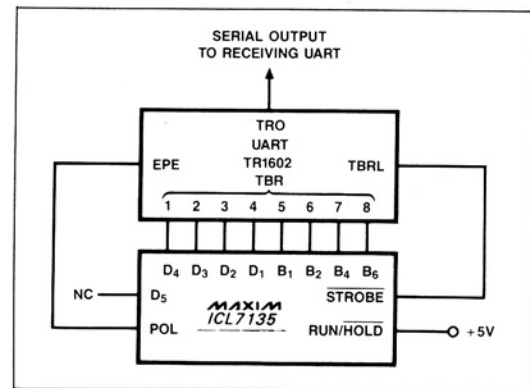 SERIAL OUTPUT
TO RECEIVING UART
TRO
UART
EPE TR1602 TBRL
TBR
1 2 3 4 5 6 7 8
D4 D3 D2 D1 B1 B2 B4 B6
NC D5 MAXIM STROBE
ICL7135
POL RUN/HOLD +5V